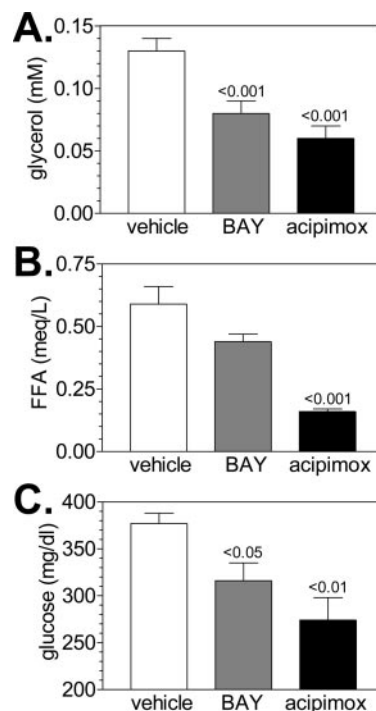 A.
glycerol (mM)
0.15
0.10
0.05
0.00
<0.001
<0.001
vehicle BAY acipimox
B.
FFA (meq/L)
0.75
0.50
0.25
0.00
<0.001
vehicle BAY acipimox
C.
glucose (mg/dl)
400
350
300
250
200
<0.05
<0.01
vehicle BAY acipimox